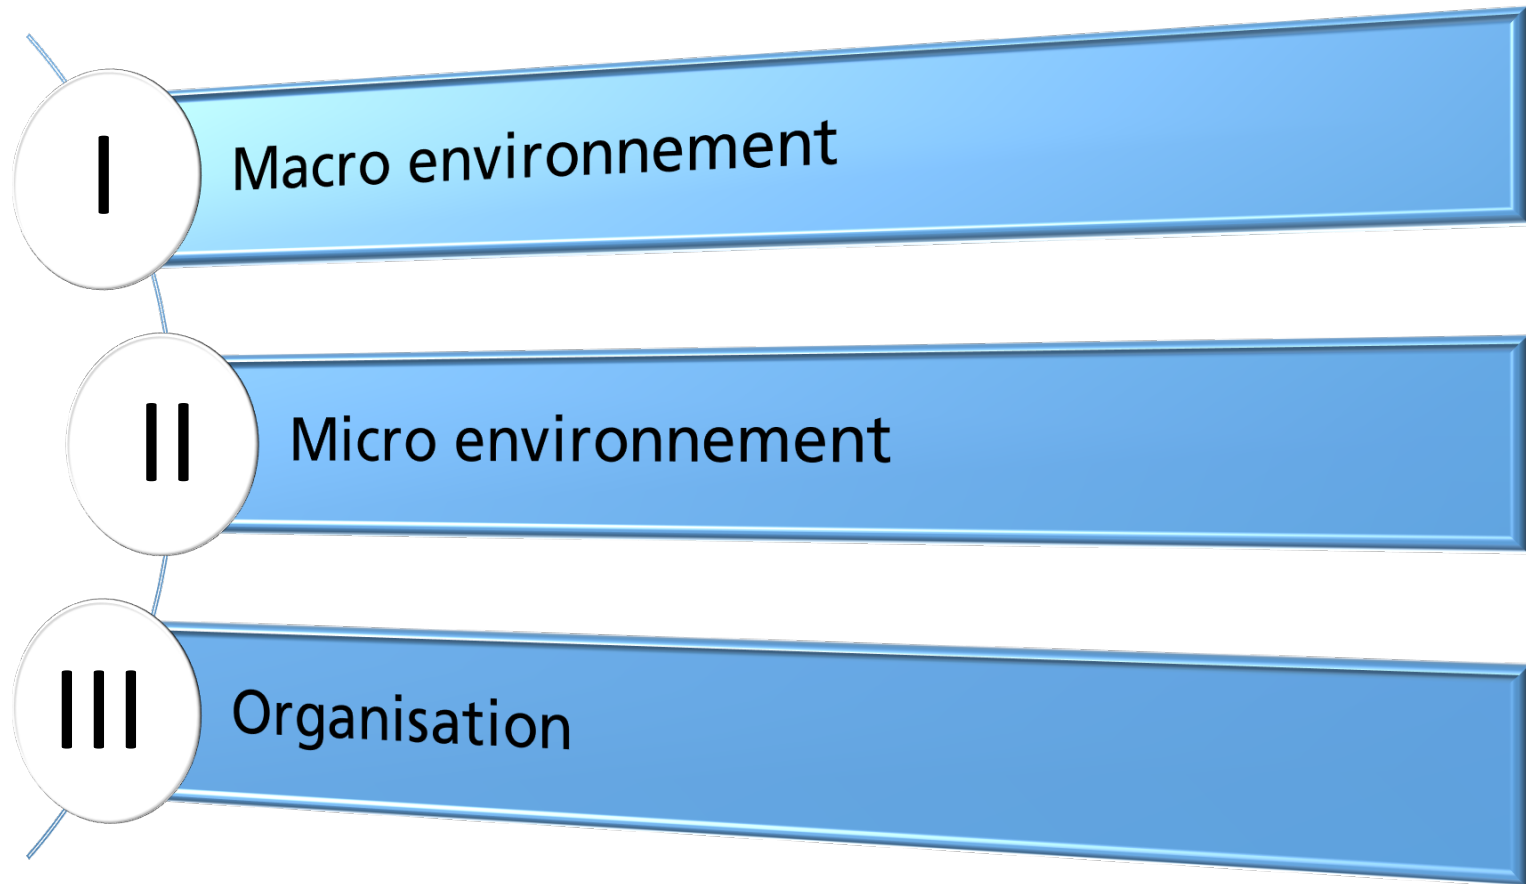 I
Macro environnement
II
Micro environnement
III
Organisation